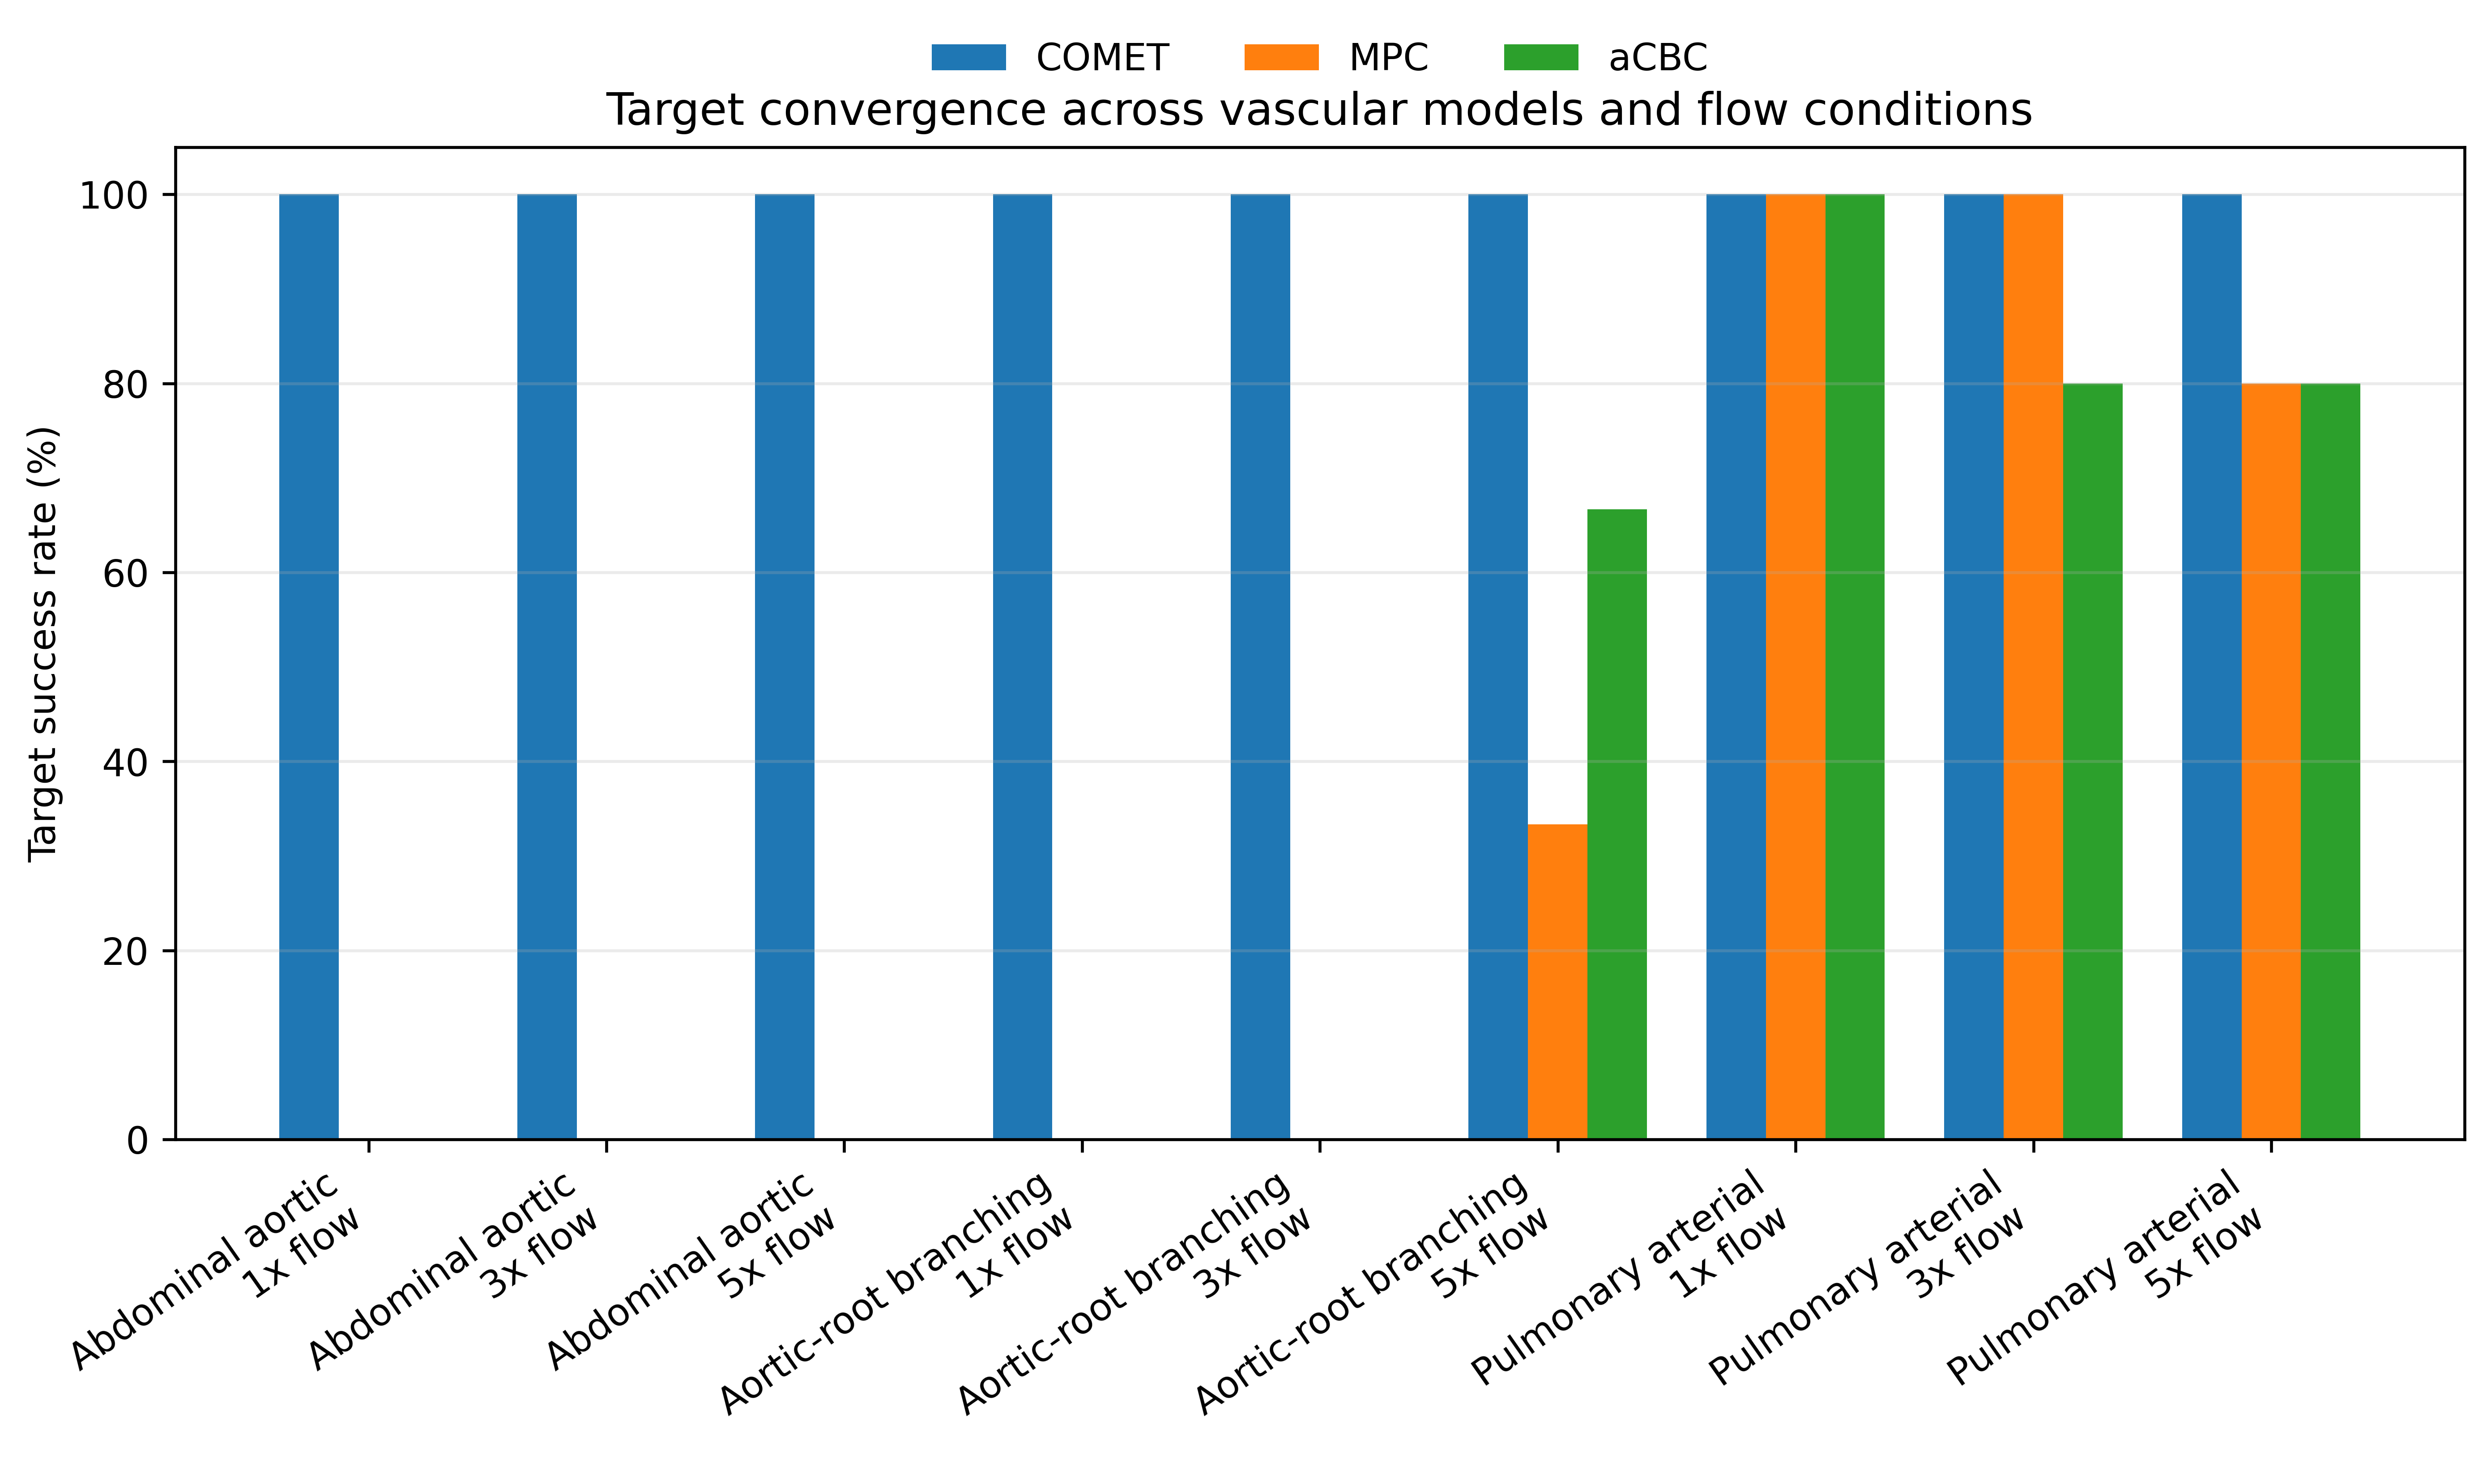 COMET MPC aCBC
Target convergence across vascular models and flow conditions
Target success rate (%)
100
80
60
40
20
0
Abdominal aortic
1x flow
Abdominal aortic
3x flow
Abdominal aortic
5x flow
Aortic-root branching
1x flow
Aortic-root branching
3x flow
Aortic-root branching
5x flow
Pulmonary arterial
1x flow
Pulmonary arterial
3x flow
Pulmonary arterial
5x flow